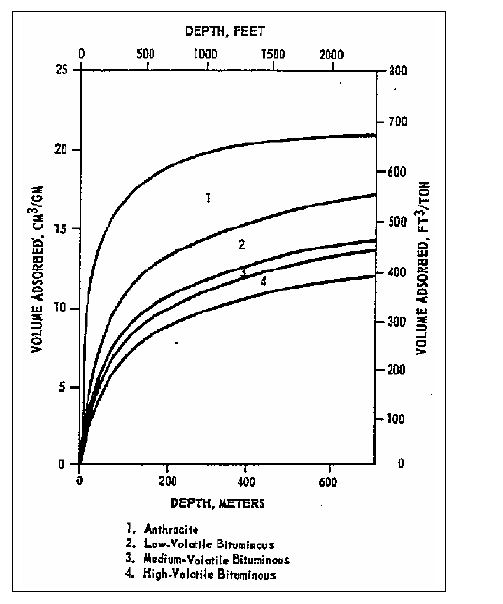 DEPTH, FEET
0 500 1000 1500 2000
25 800
700
20
600
15
500
VOLUME ADSORBED, CM³/GM
VOLUME ADSORBED, FT³/TON
1
2
3
4
400
10
300
5
200
100
0 0
0 200 400 600
DEPTH, METERS
1. Anthracite
2. Low-Volatile Bituminous
3. Medium-Volatile Bituminous
4. High-Volatile Bituminous